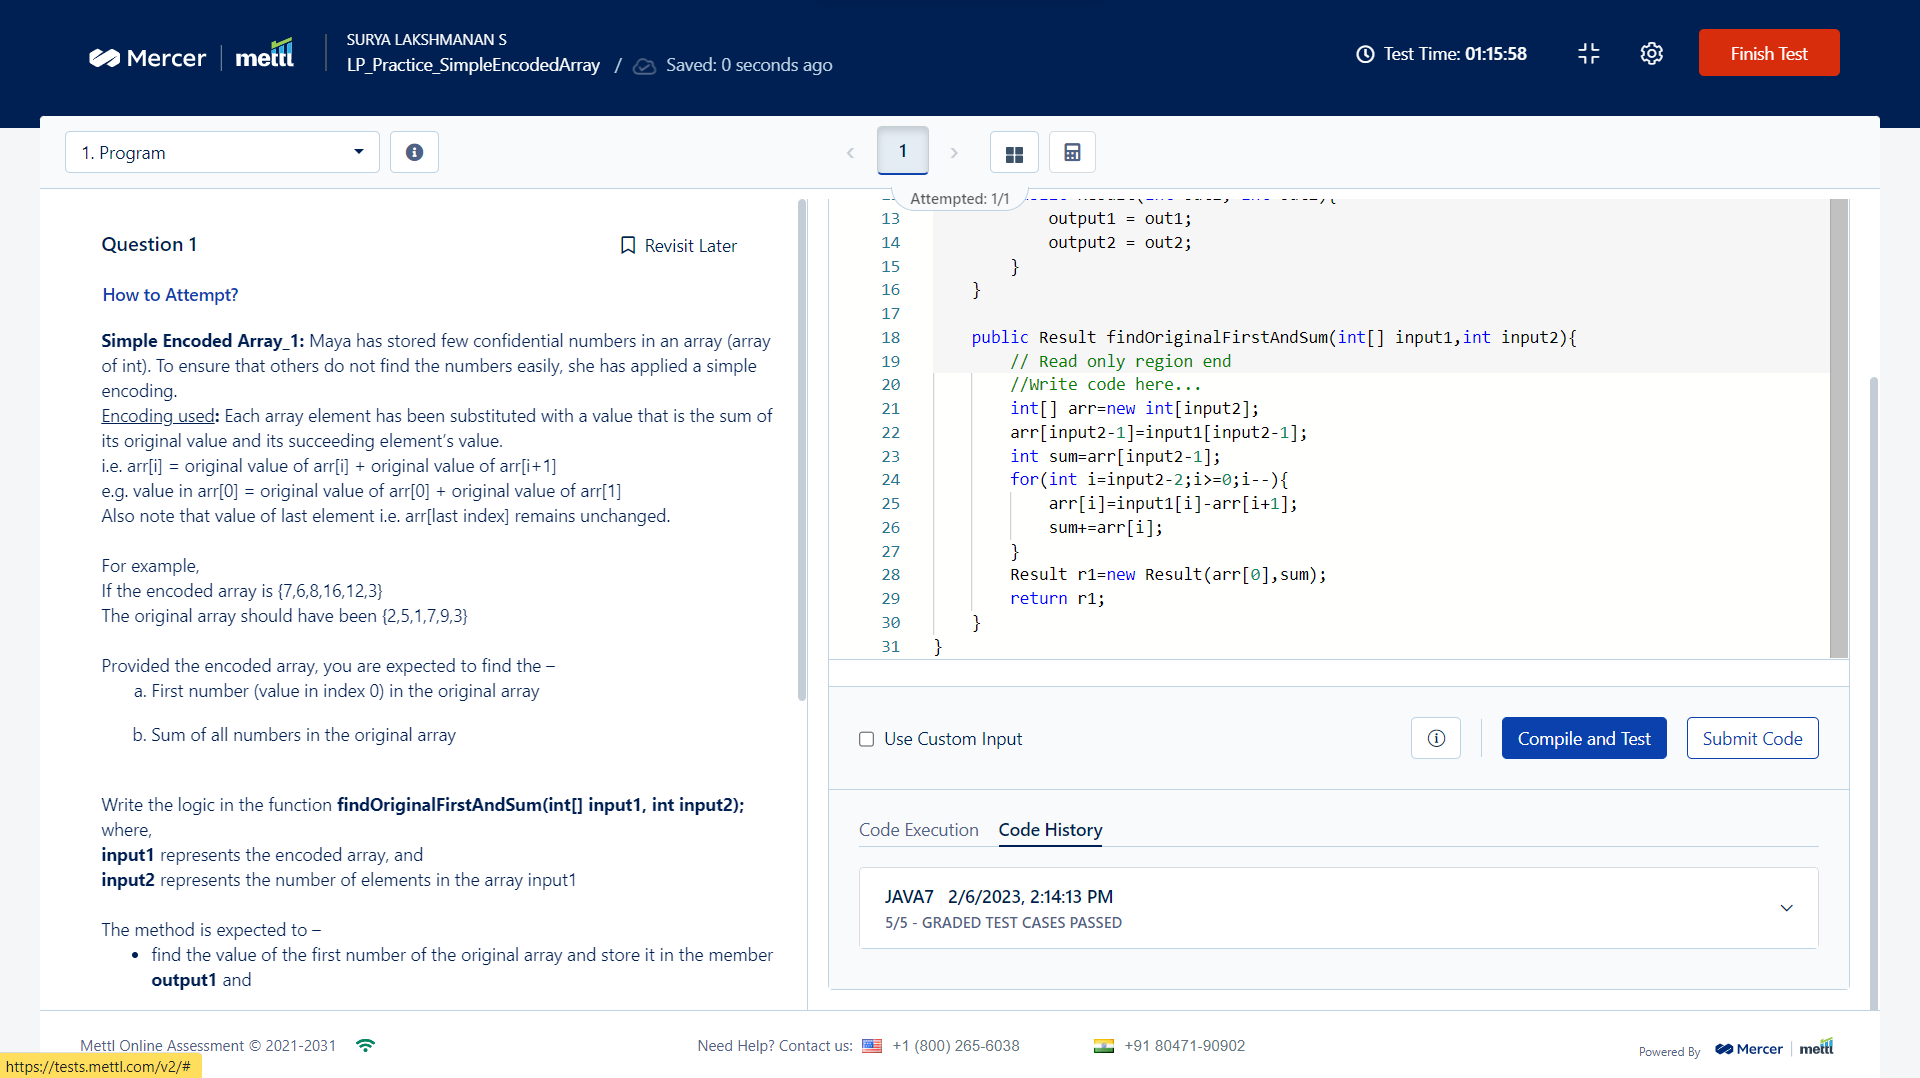 Mercer mettl
SURYA LAKSHMANAN S
LP_Practice_SimpleEncodedArray / Saved: 0 seconds ago
Test Time: 01:15:58
Finish Test
1. Program
1
Attempted: 1/1
Question 1
Revisit Later
How to Attempt?
Simple Encoded Array_1: Maya has stored few confidential numbers in an array (array
of int). To ensure that others do not find the numbers easily, she has applied a simple
encoding.
Encoding used: Each array element has been substituted with a value that is the sum of
its original value and its succeeding element's value.
i.e. arr[i] = original value of arr[i] + original value of arr[i+1]
e.g. value in arr[0] = original value of arr[0] + original value of arr[1]
Also note that value of last element i.e. arr[last index] remains unchanged.
For example,
If the encoded array is {7,6,8,16,12,3}
The original array should have been {2,5,1,7,9,3}
Provided the encoded array, you are expected to find the –
a. First number (value in index 0) in the original array
b. Sum of all numbers in the original array
Write the logic in the function findOriginalFirstAndSum(int[] input1, int input2);
where,
input1 represents the encoded array, and
input2 represents the number of elements in the array input1
The method is expected to –
• find the value of the first number of the original array and store it in the member
output1 and
13 output1 = out1;
14 output2 = out2;
15 }
16 }
17
18 public Result findOriginalFirstAndSum(int[] input1,int input2){
19 // Read only region end
20 //Write code here...
21 int[] arr=new int[input2];
22 arr[input2-1]=input1[input2-1];
23 int sum=arr[input2-1];
24 for(int i=input2-2;i>=0;i--){
25 arr[i]=input1[i]-arr[i+1];
26 sum+=arr[i];
27 }
28 Result r1=new Result(arr[0],sum);
29 return r1;
30 }
31 }
Use Custom Input
Compile and Test
Submit Code
Code Execution
Code History
JAVA7 2/6/2023, 2:14:13 PM
5/5 - GRADED TEST CASES PASSED
Mettl Online Assessment © 2021-2031
Need Help? Contact us: +1 (800) 265-6038
+91 80471-90902
Powered By Mercer mettl
https://tests.mettl.com/v2/#